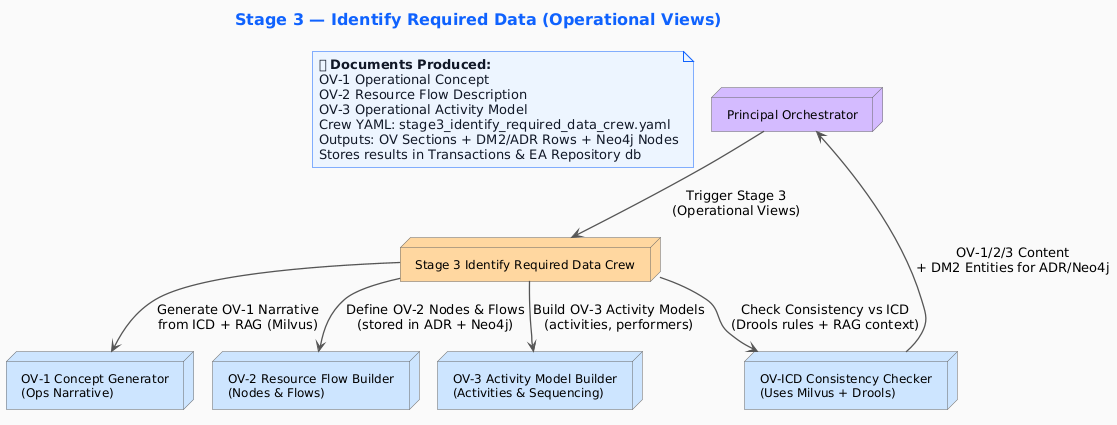 Stage 3 — Identify Required Data (Operational Views)
Documents Produced:
OV-1 Operational Concept
OV-2 Resource Flow Description
OV-3 Operational Activity Model
Crew YAML: stage3_identify_required_data_crew.yaml
Outputs: OV Sections + DM2/ADR Rows + Neo4j Nodes
Stores results in Transactions & EA Repository db
Principal Orchestrator
Trigger Stage 3
(Operational Views)
Stage 3 Identify Required Data Crew
OV-1/2/3 Content
+ DM2 Entities for ADR/Neo4j
Generate OV-1 Narrative
from ICD + RAG (Milvus)
Define OV-2 Nodes & Flows
(stored in ADR + Neo4j)
Build OV-3 Activity Models
(activities, performers)
Check Consistency vs ICD
(Drools rules + RAG context)
OV-1 Concept Generator
(Ops Narrative)
OV-2 Resource Flow Builder
(Nodes & Flows)
OV-3 Activity Model Builder
(Activities & Sequencing)
OV-ICD Consistency Checker
(Uses Milvus + Drools)